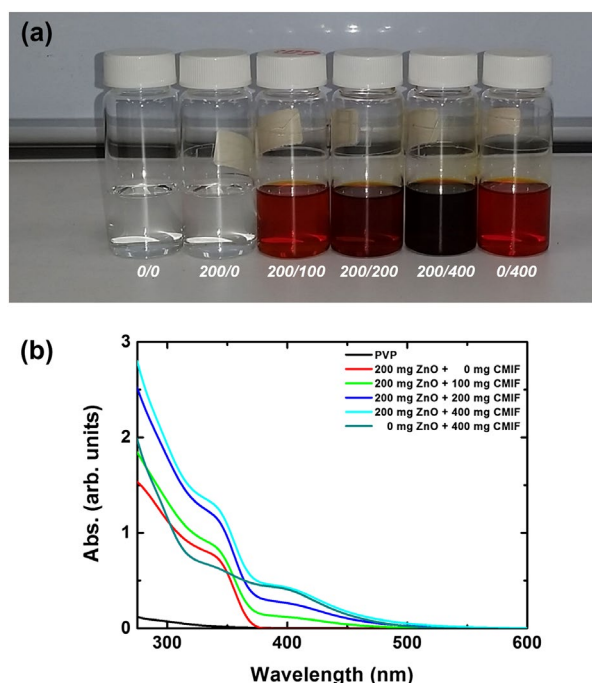 (a)
0/0 200/0 200/100 200/200 200/400 0/400
(b)
3
2
1
0
300 400 500 600
Abs. (arb. units)
Wavelength (nm)
PVP
200 mg ZnO + 0 mg CMIF
200 mg ZnO + 100 mg CMIF
200 mg ZnO + 200 mg CMIF
200 mg ZnO + 400 mg CMIF
0 mg ZnO + 400 mg CMIF